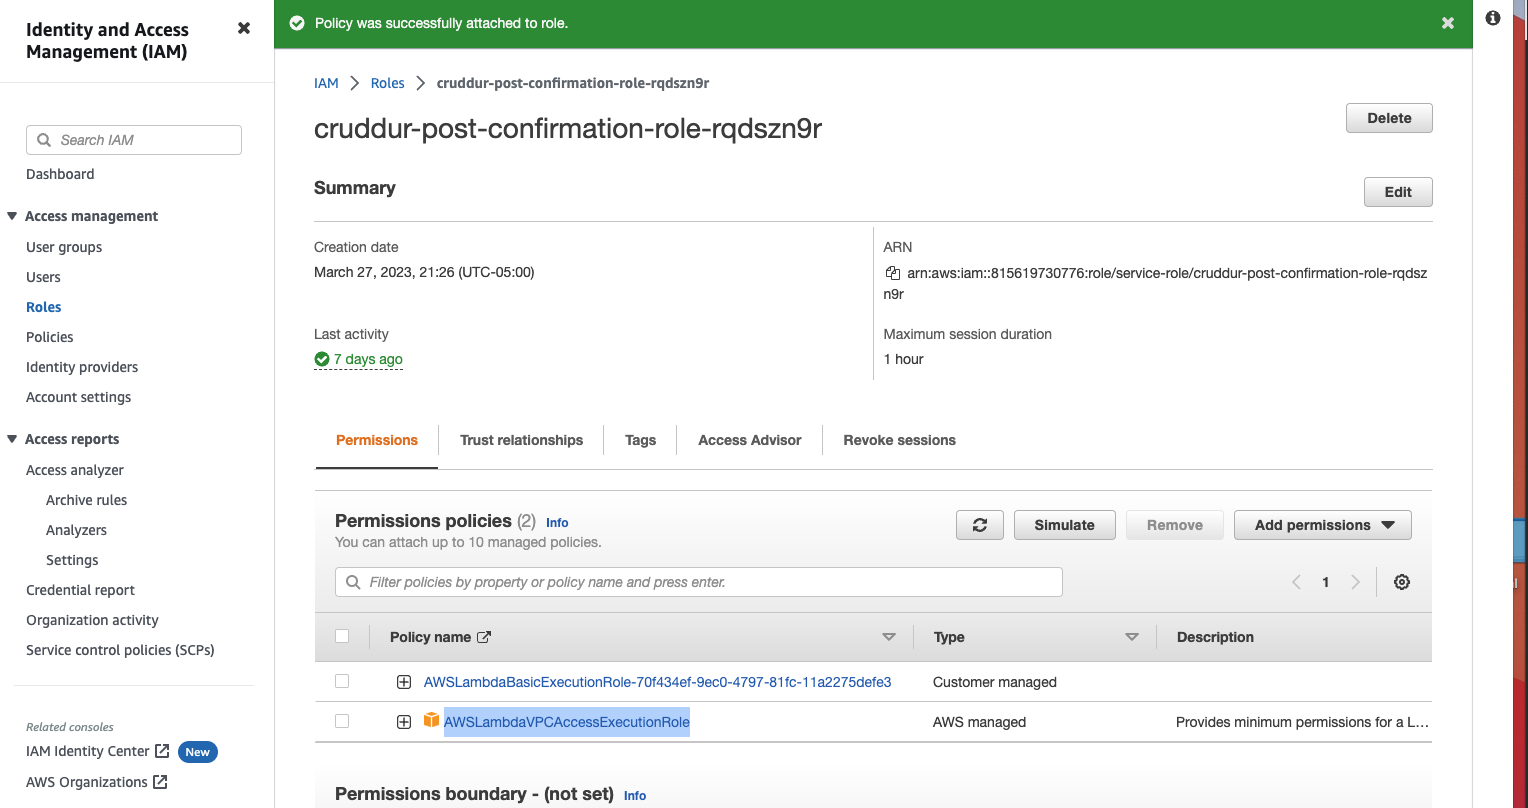 Identity and Access
Management (IAM)
Search IAM
Dashboard
Access management
User groups
Users
Roles
Policies
Identity providers
Account settings
Access reports
Access analyzer
Archive rules
Analyzers
Settings
Credential report
Organization activity
Service control policies (SCPs)
Related consoles
IAM Identity Center New
AWS Organizations
Policy was successfully attached to role.
IAM Roles cruddur-post-confirmation-role-rqdszn9r
cruddur-post-confirmation-role-rqdszn9r
Delete
Summary
Edit
Creation date
March 27, 2023, 21:26 (UTC-05:00)
ARN
arn:aws:iam::815619730776:role/service-role/cruddur-post-confirmation-role-rqdsz
n9r
Last activity
7 days ago
Maximum session duration
1 hour
Permissions Trust relationships Tags Access Advisor Revoke sessions
Permissions policies (2) Info
You can attach up to 10 managed policies.
Simulate Remove Add permissions
Filter policies by property or policy name and press enter.
1
Policy name Type Description
AWSLambdaBasicExecutionRole-70f434ef-9ec0-4797-81fc-11a2275defe3 Customer managed
AWSLambdaVPCAccessExecutionRole AWS managed Provides minimum permissions for a L...
Permissions boundary - (not set) Info